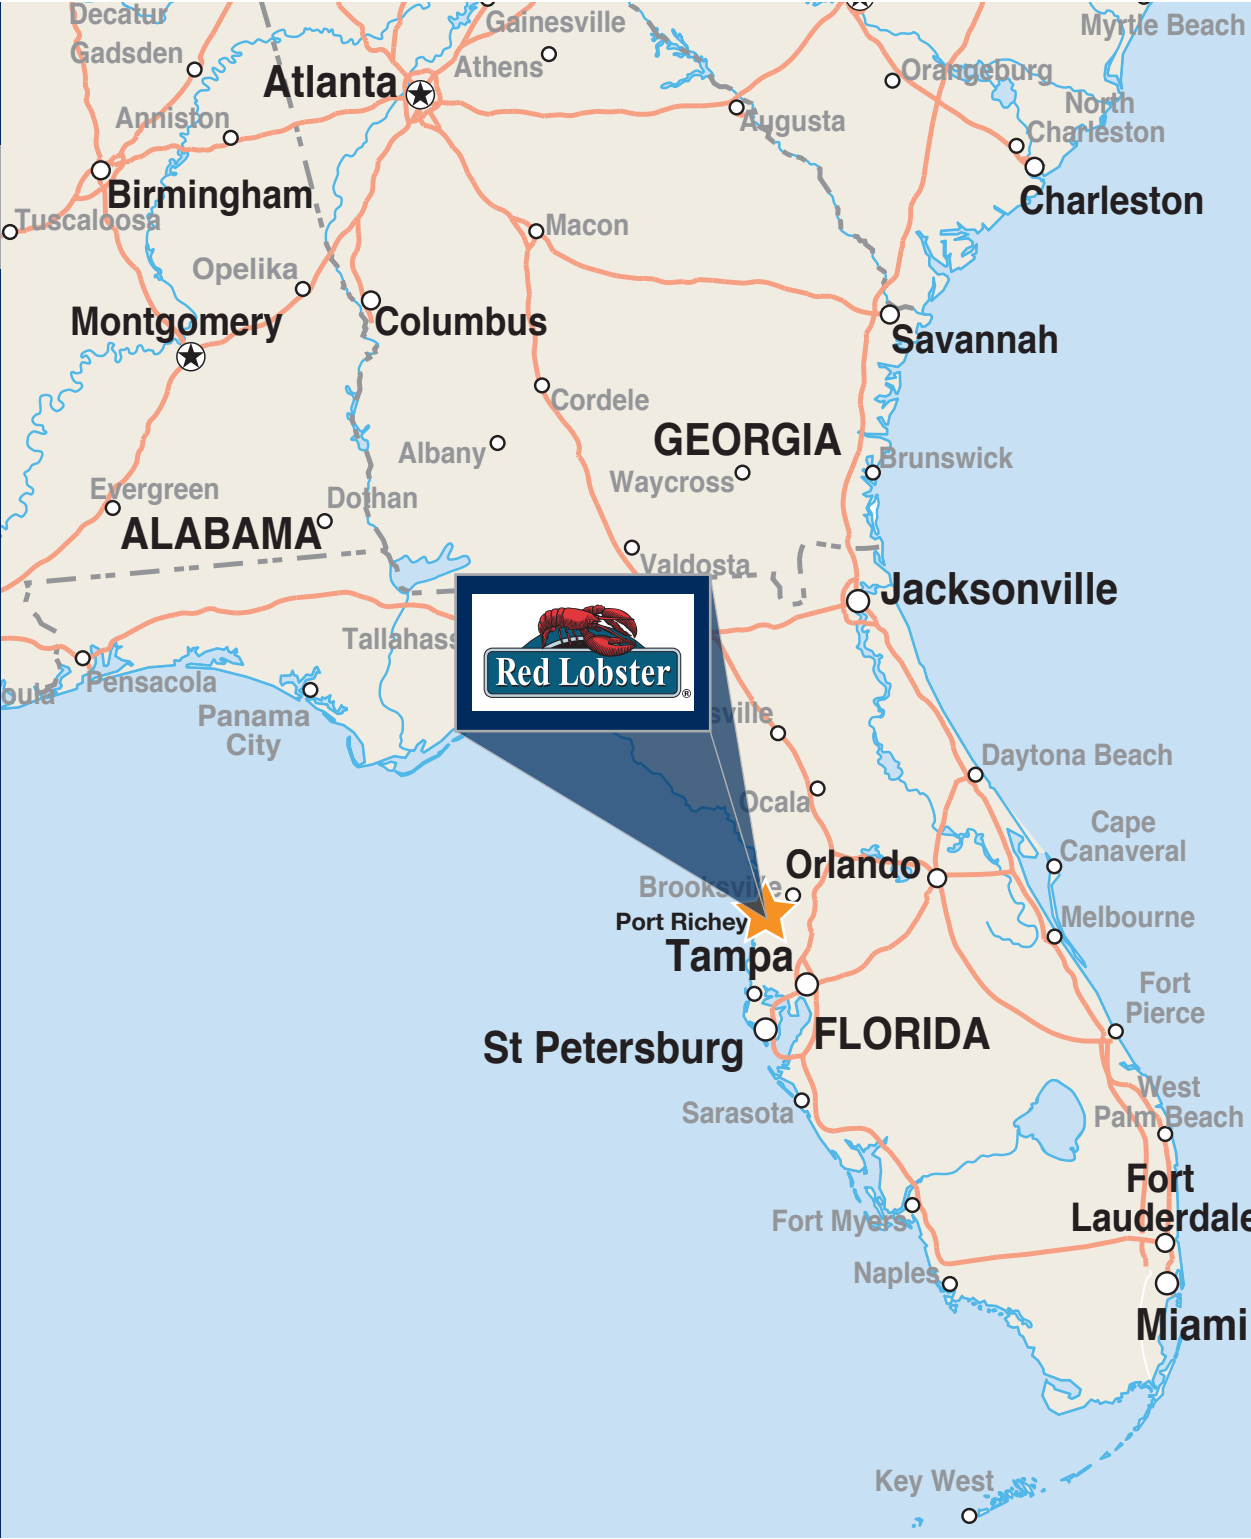 Decatur
Gainesville
Myrtle Beach
Gadsden
Athens
Atlanta
Orangeburg
North
Charleston
Anniston
Augusta
Birmingham
Charleston
Tuscaloosa
Macon
Opelika
Montgomery
Columbus
Savannah
Cordele
GEORGIA
Albany
Brunswick
Waycross
Evergreen
Dothan
ALABAMA
Valdosta
Jacksonville
Tallahass
Red Lobster
®
Pensacola
oula
Panama
City
sville
Daytona Beach
Ocala
Cape
Canaveral
Orlando
Brooksville
Port Richey
Melbourne
Tampa
Fort
Pierce
FLORIDA
St Petersburg
West
Palm Beach
Sarasota
Fort
Lauderdale
Fort Myers
Naples
Miami
Key West